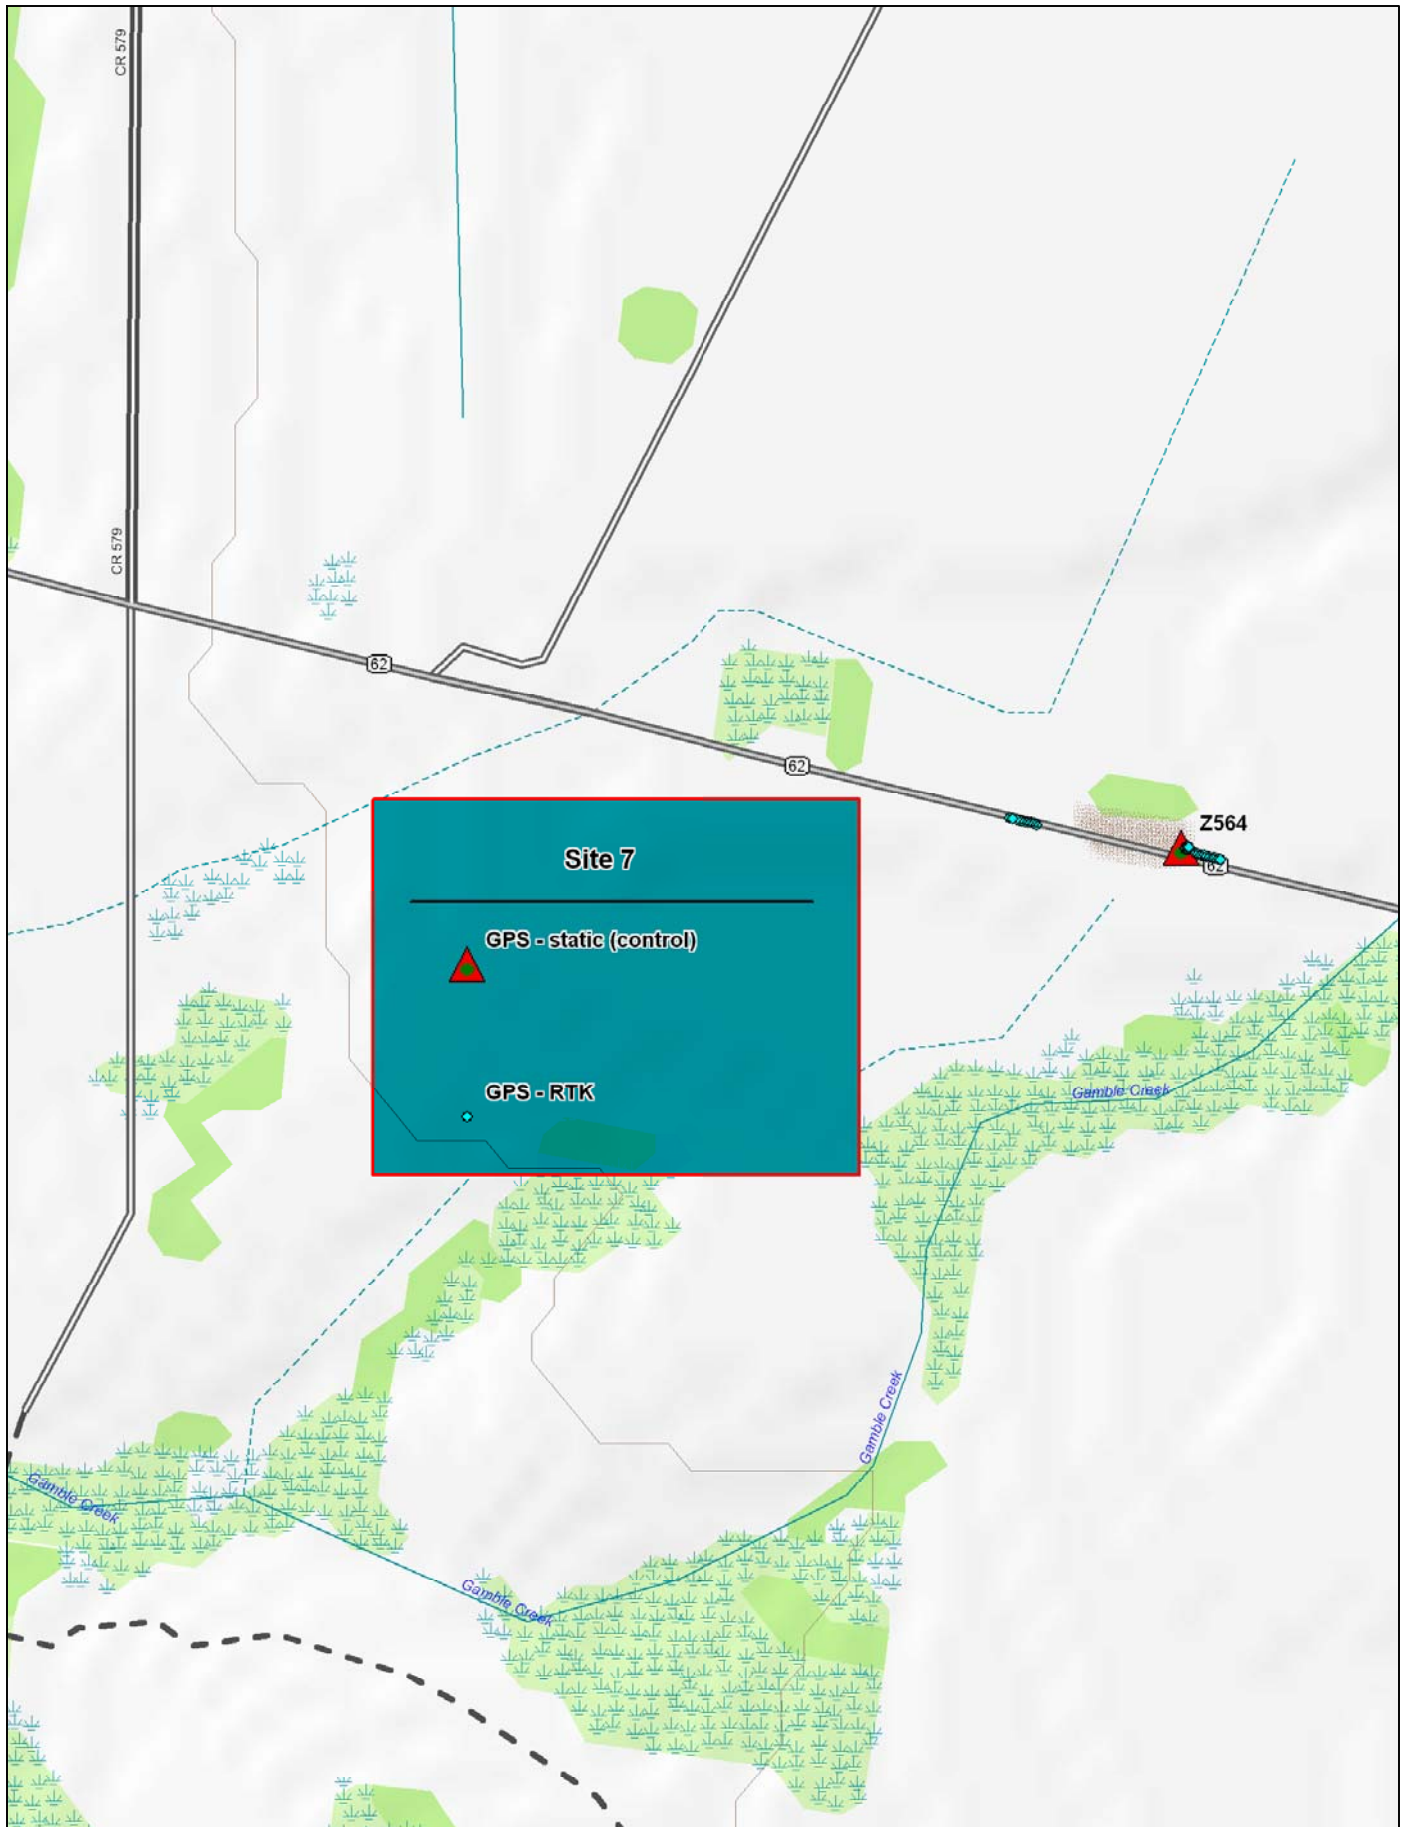 CR 579
CR 579
62
62
Z564
62
Site 7
GPS - static (control)
GPS - RTK
Gamble Creek
Gamble Creek
Gamble Creek
Gamble Creek